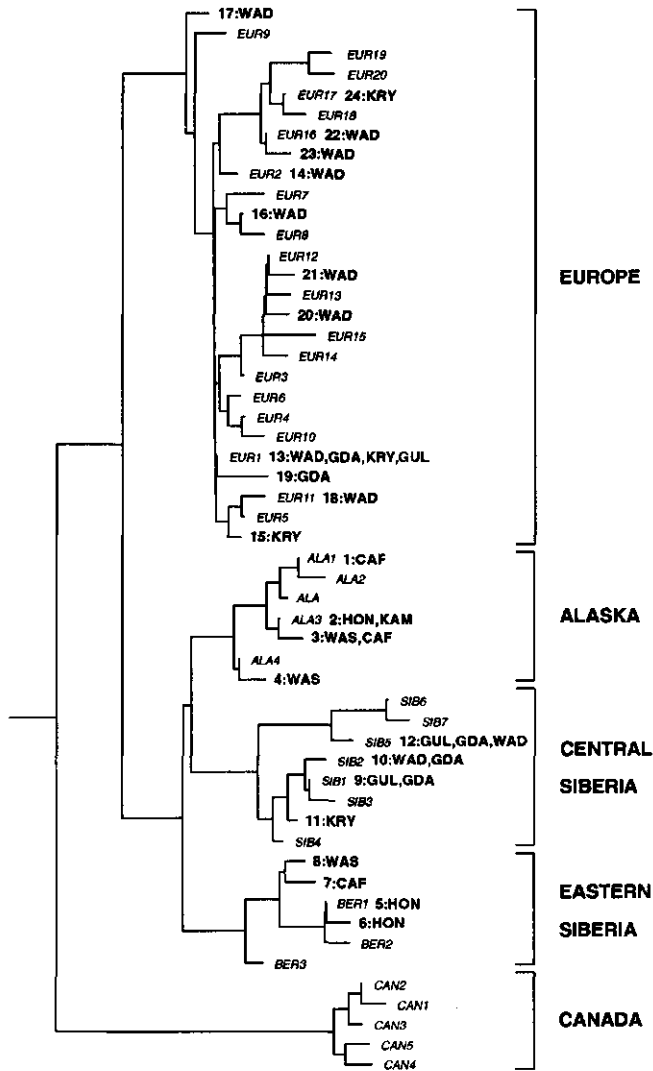 17:WAD
EUR9
EUR19
EUR20
EUR17 24:KRY
EUR18
EUR16 22:WAD
23:WAD
EUR2 14:WAD
EUR7
16:WAD
EUR8
EUR12
21:WAD
EUR13
20:WAD
EUR15
EUR14
EUR3
EUR6
EUR4
EUR10
EUR1 13:WAD,GDA,KRY,GUL
19:GDA
EUR11 18:WAD
EUR5
15:KRY
EUROPE
ALA1 1:CAF
ALA2
ALA
ALA3 2:HON,KAM
3:WAS,CAF
ALA4
4:WAS
ALASKA
SIB6
SIB7
SIB5 12:GUL,GDA,WAD
SIB2 10:WAD,GDA
SIB1 9:GUL,GDA
SIB3
11:KRY
SIB4
CENTRAL
SIBERIA
8:WAS
7:CAF
BER1 5:HON
6:HON
BER2
BER3
EASTERN
SIBERIA
CAN2
CAN1
CAN3
CAN5
CAN4
CANADA